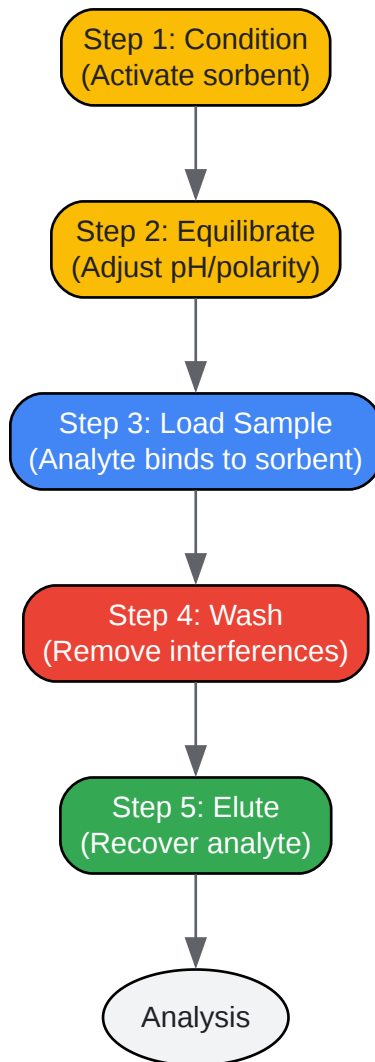 Step 1: Condition
(Activate sorbent)
Step 2: Equilibrate
(Adjust pH/polarity)
Step 3: Load Sample
(Analyte binds to sorbent)
Step 4: Wash
(Remove interferences)
Step 5: Elute
(Recover analyte)
Analysis